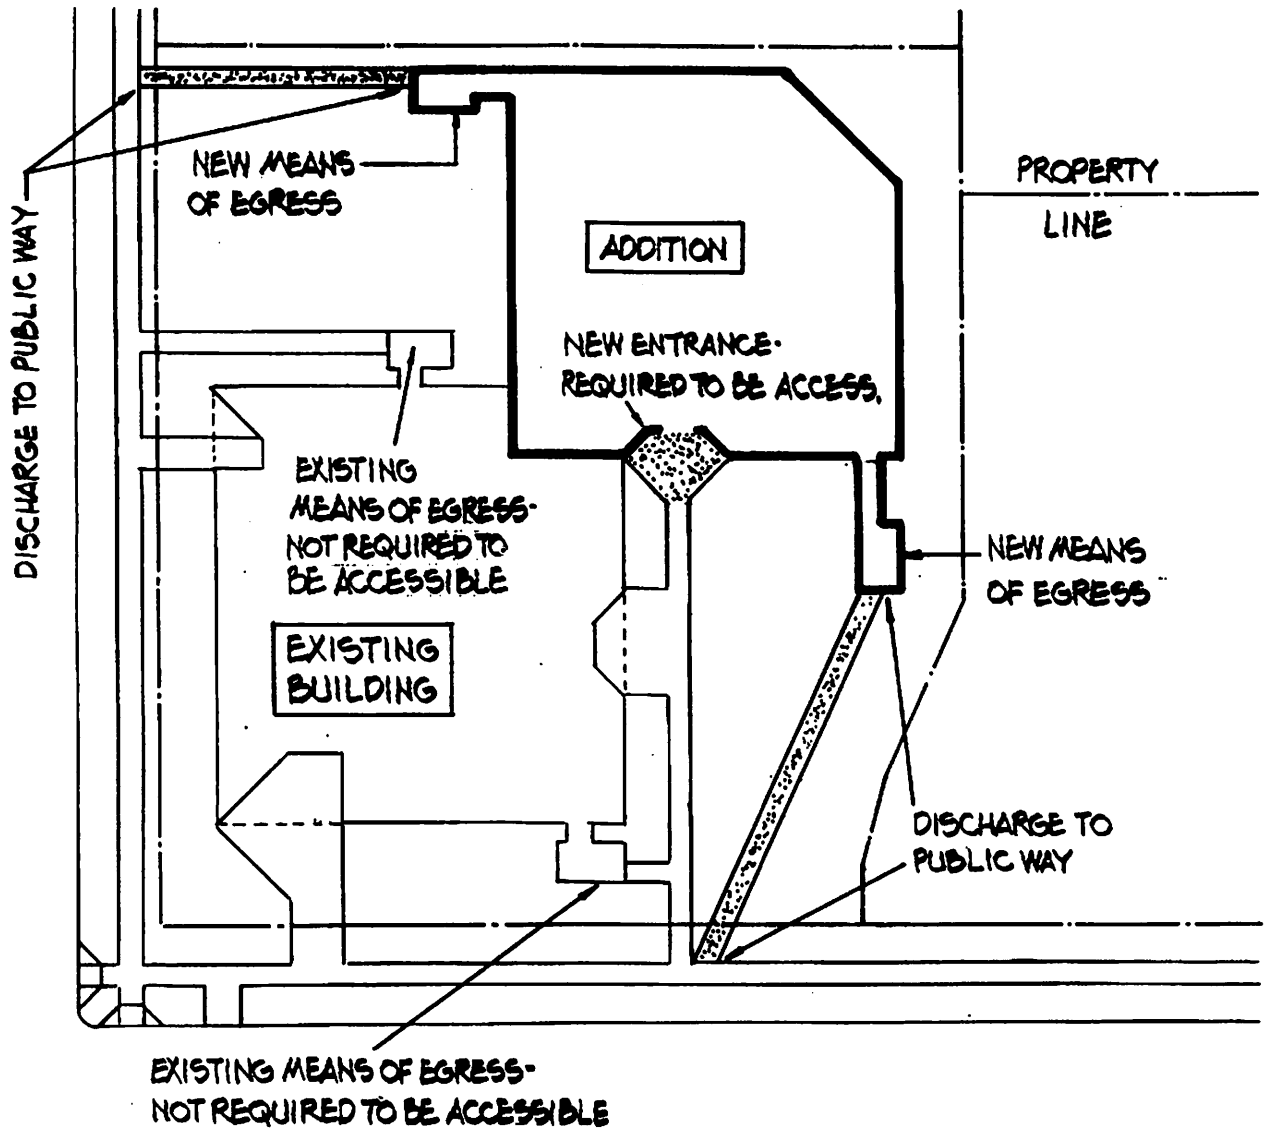 NEW MEANS
OF EGRESS
DISCHARGE TO PUBLIC WAY
PROPERTY
LINE
ADDITION
NEW ENTRANCE-
REQUIRED TO BE ACCESS.
EXISTING
MEANS OF EGRESS-
NOT REQUIRED TO
BE ACCESSIBLE
NEW MEANS
OF EGRESS
EXISTING
BUILDING
DISCHARGE TO
PUBLIC WAY
EXISTING MEANS OF EGRESS-
NOT REQUIRED TO BE ACCESSIBLE